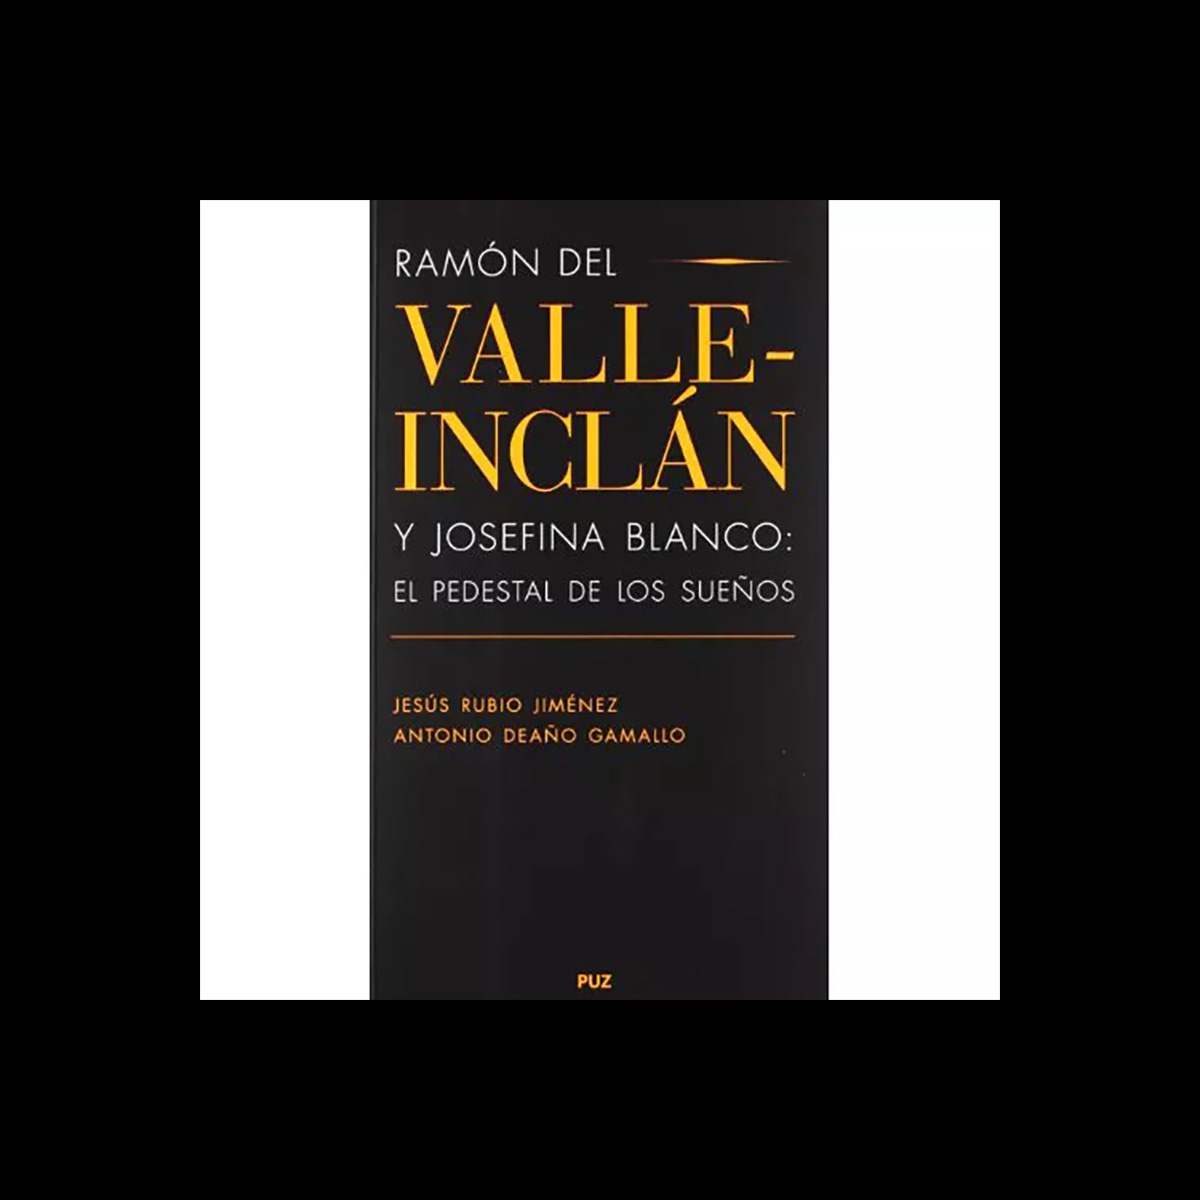 RAMÓN DEL
VALLE-
INCLÁN
Y JOSEFINA BLANCO:
EL PEDESTAL DE LOS SUEÑOS
JESÚS RUBIO JIMÉNEZ
ANTONIO DEAÑO GAMALLO
PUZ